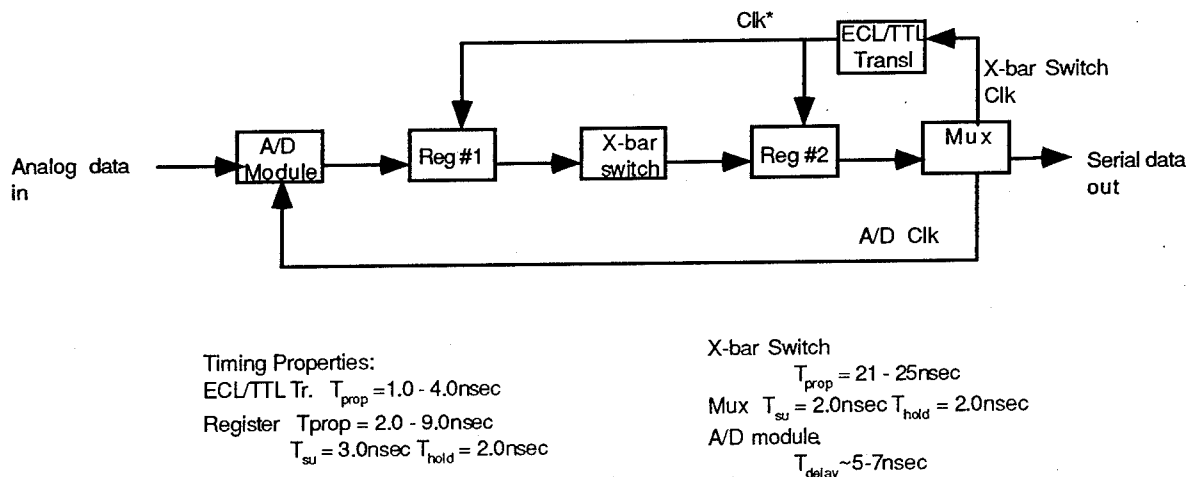 Clk*
ECL/TTL
Transl
X-bar Switch
Clk
Analog data
in
A/D
Module
Reg #1
X-bar
switch
Reg #2
Mux
Serial data
out
A/D Clk
Timing Properties:
ECL/TTL Tr. Tprop =1.0 - 4.0nsec
Register Tprop = 2.0 - 9.0nsec
Tsu = 3.0nsec Thold = 2.0nsec
X-bar Switch
Tprop = 21 - 25nsec
Mux Tsu = 2.0nsec Thold = 2.0nsec
A/D module
Tdelay~5-7nsec